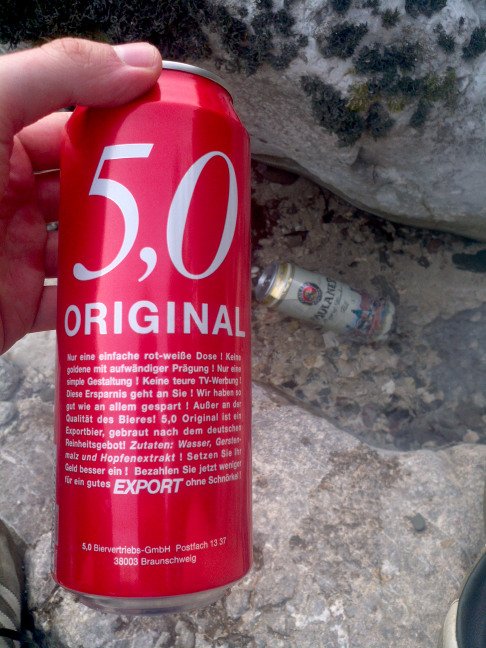 5,0
ORIGINAL
Nur eine einfache rot-weiße Dose ! Keine
goldene mit aufwändiger Prägung ! Nur eine
simple Gestaltung ! Keine teure TV-Werbung !
Diese Ersparnis geht an Sie ! Wir haben so
gut wie an allem gespart ! Außer an der
Qualität des Bieres! 5,0 Original ist ein
Exportbier, gebraut nach dem deutschen
Reinheitsgebot! Zutaten: Wasser, Gersten-
malz und Hopfenextrakt ! Setzen Sie Ihr
Geld besser ein ! Bezahlen Sie jetzt weniger
für ein gutes EXPORT ohne Schnörkel !
5,0 Biervertriebs-GmbH Postfach 13 37
38003 Braunschweig